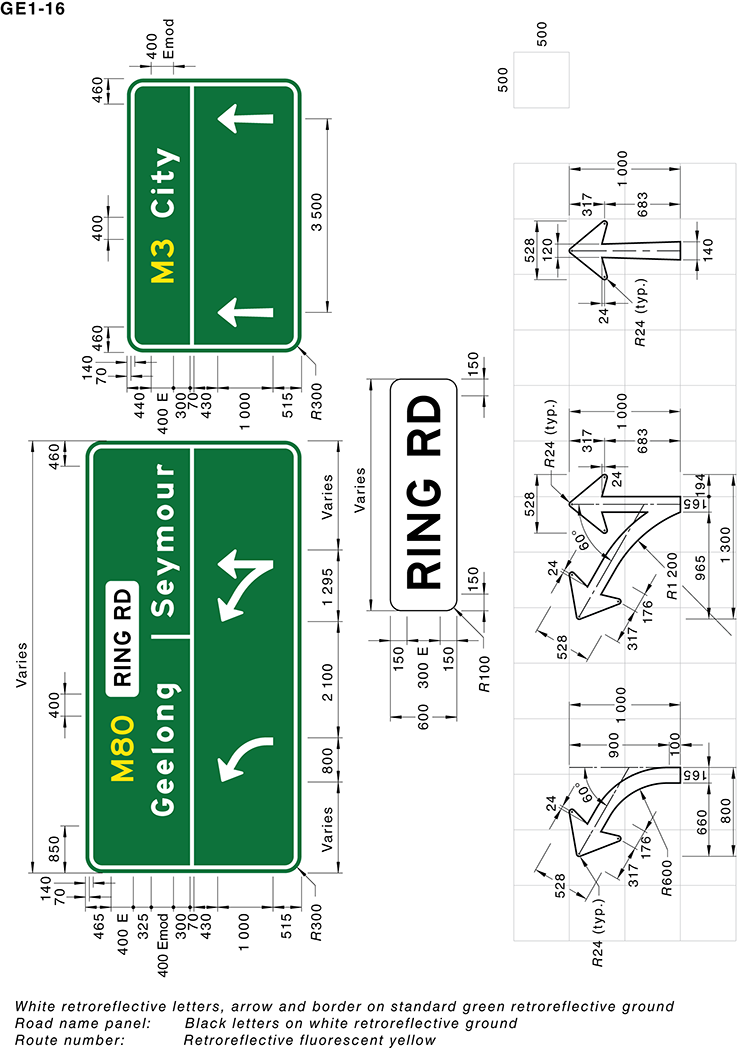 GE1-16
500
500
400
Emod
460
M3 City
400
3 500
460
140
70
440
400 E
300
70
430
1 000
515
R300
1 000
317
683
528
120
140
24
R24 (typ.)
Varies
460
M80 RING RD
Geelong | Seymour
400
850
Varies
1 295
2 100
800
Varies
140
70
465
400 E
325
400 Emod
300
70
430
1 000
515
R300
150
Varies
RING RD
150
150
300 E
150
600
R100
1 000
317
683
R24 (typ.)
24
528
194
165
60°
1 300
965
R1 200
24
176
317
528
1 000
900
100
165
60°
24
660
800
176
317
R600
528
R24 (typ.)
White retroreflective letters, arrow and border on standard green retroreflective ground
Road name panel: Black letters on white retroreflective ground
Route number: Retroreflective fluorescent yellow